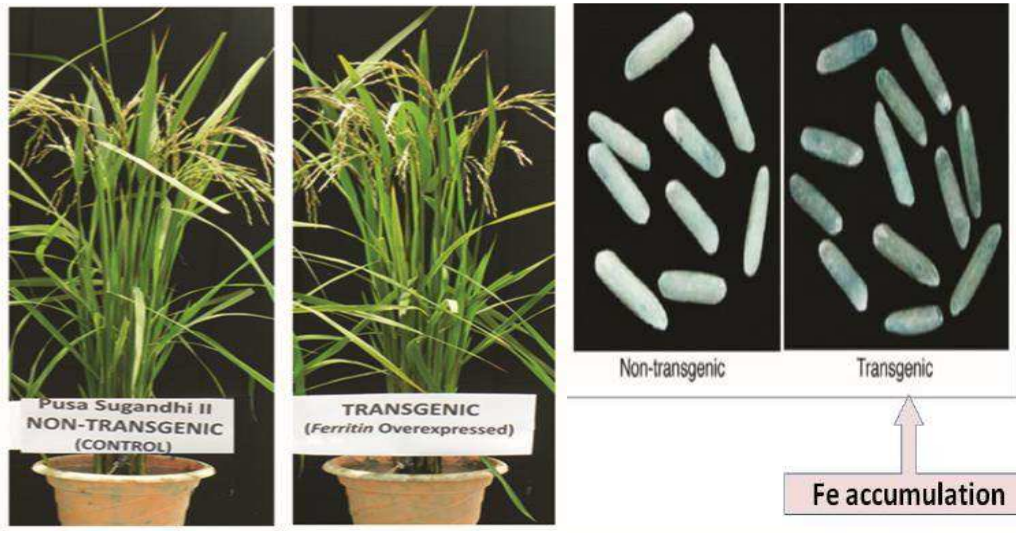 Pusa Sugandhi II
NON-TRANSGENIC
(CONTROL)
TRANSGENIC
(Ferritin Overexpressed)
Non-transgenic
Transgenic
Fe accumulation